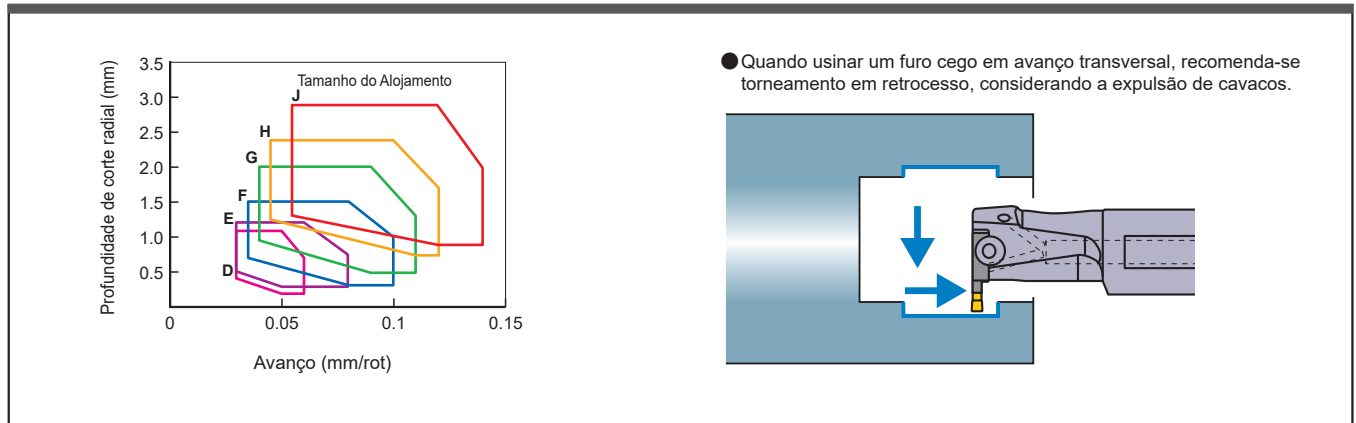 Profundidade de corte radial (mm)
3.5
3.0
2.5
2.0
1.5
1.0
0.5
Tamanho do Alojamento
J
H
G
F
E
D
0 0.05 0.1 0.15
Avanço (mm/rot)
● Quando usinar um furo cego em avanço transversal, recomenda-se
torneamento em retrocesso, considerando a expulsão de cavacos.